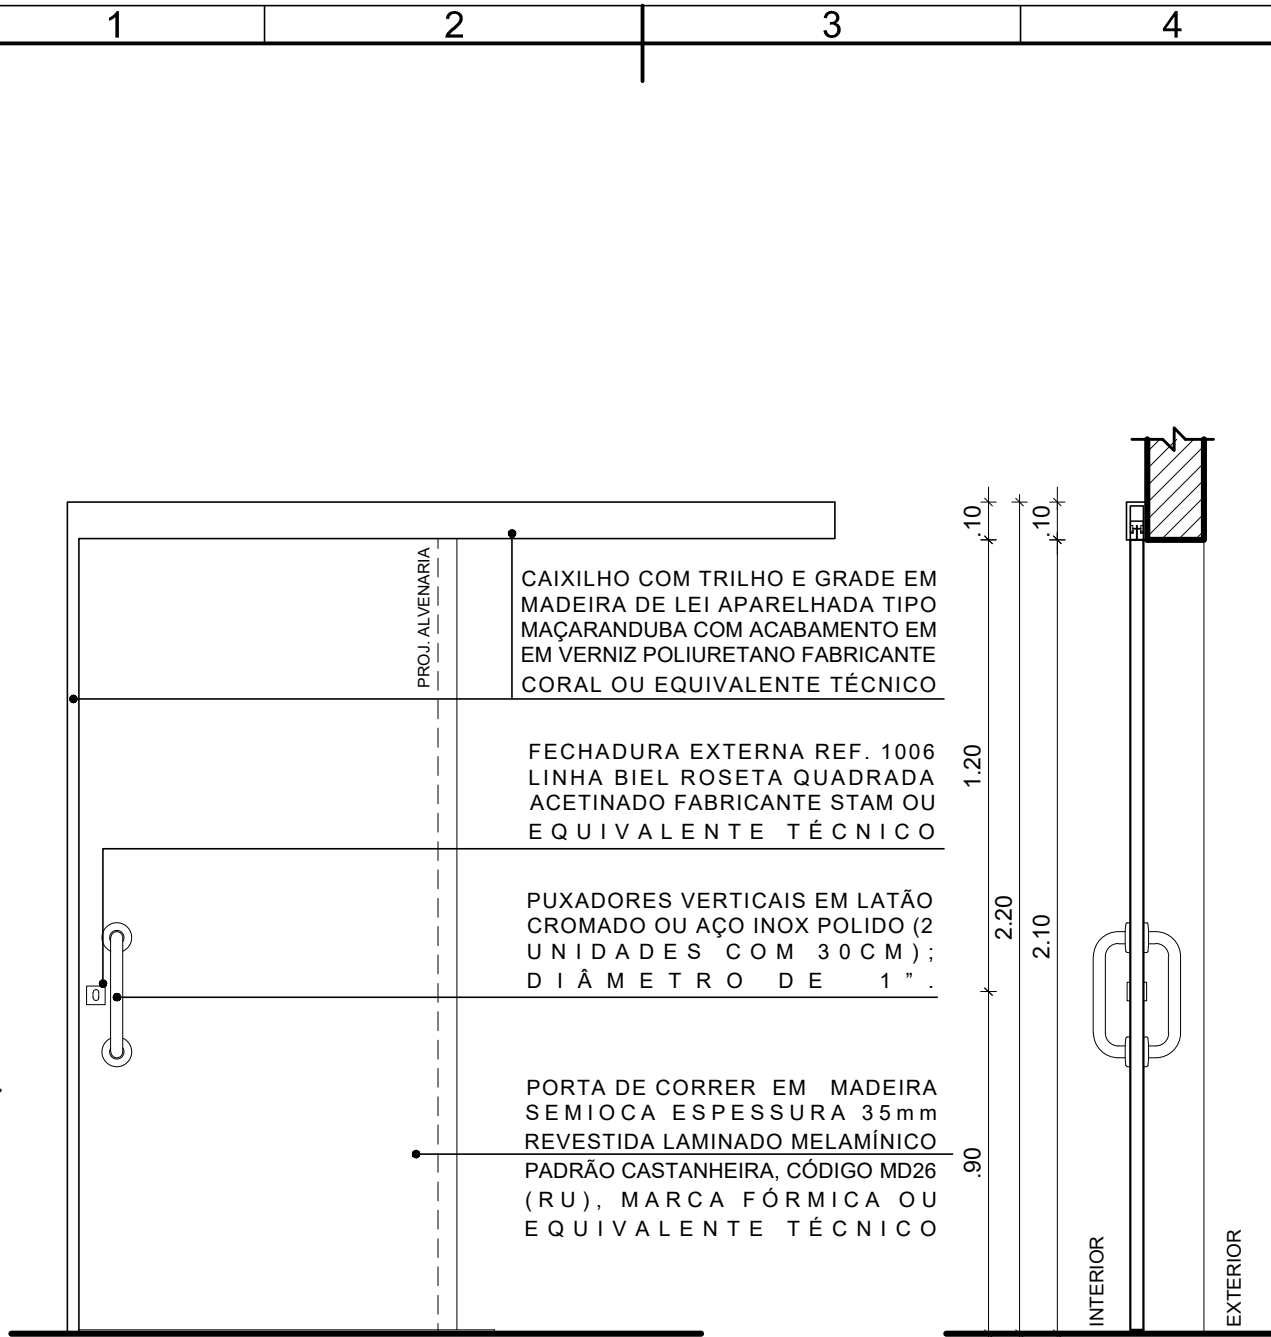 1 2 3 4
PROJ. ALVENARIA
CAIXILHO COM TRILHO E GRADE EM
MADEIRA DE LEI APARELHADA TIPO
MAÇARANDUBA COM ACABAMENTO EM
EM VERNIZ POLIURETANO FABRICANTE
CORAL OU EQUIVALENTE TÉCNICO
FECHADURA EXTERNA REF. 1006
LINHA BIEL ROSETA QUADRADA
ACETINADO FABRICANTE STAM OU
EQUIVALENTE TÉCNICO
PUXADORES VERTICAIS EM LATÃO
CROMADO OU AÇO INOX POLIDO (2
UNIDADES COM 30CM);
DIÂMETRO DE 1”.
PORTA DE CORRER EM MADEIRA
SEMIOCA ESPESSURA 35mm
REVESTIDA LAMINADO MELAMÍNICO
PADRÃO CASTANHEIRA, CÓDIGO MD26
(RU), MARCA FÓRMICA OU
EQUIVALENTE TÉCNICO
.10
1.20
.90
2.20
.10
2.10
INTERIOR
EXTERIOR